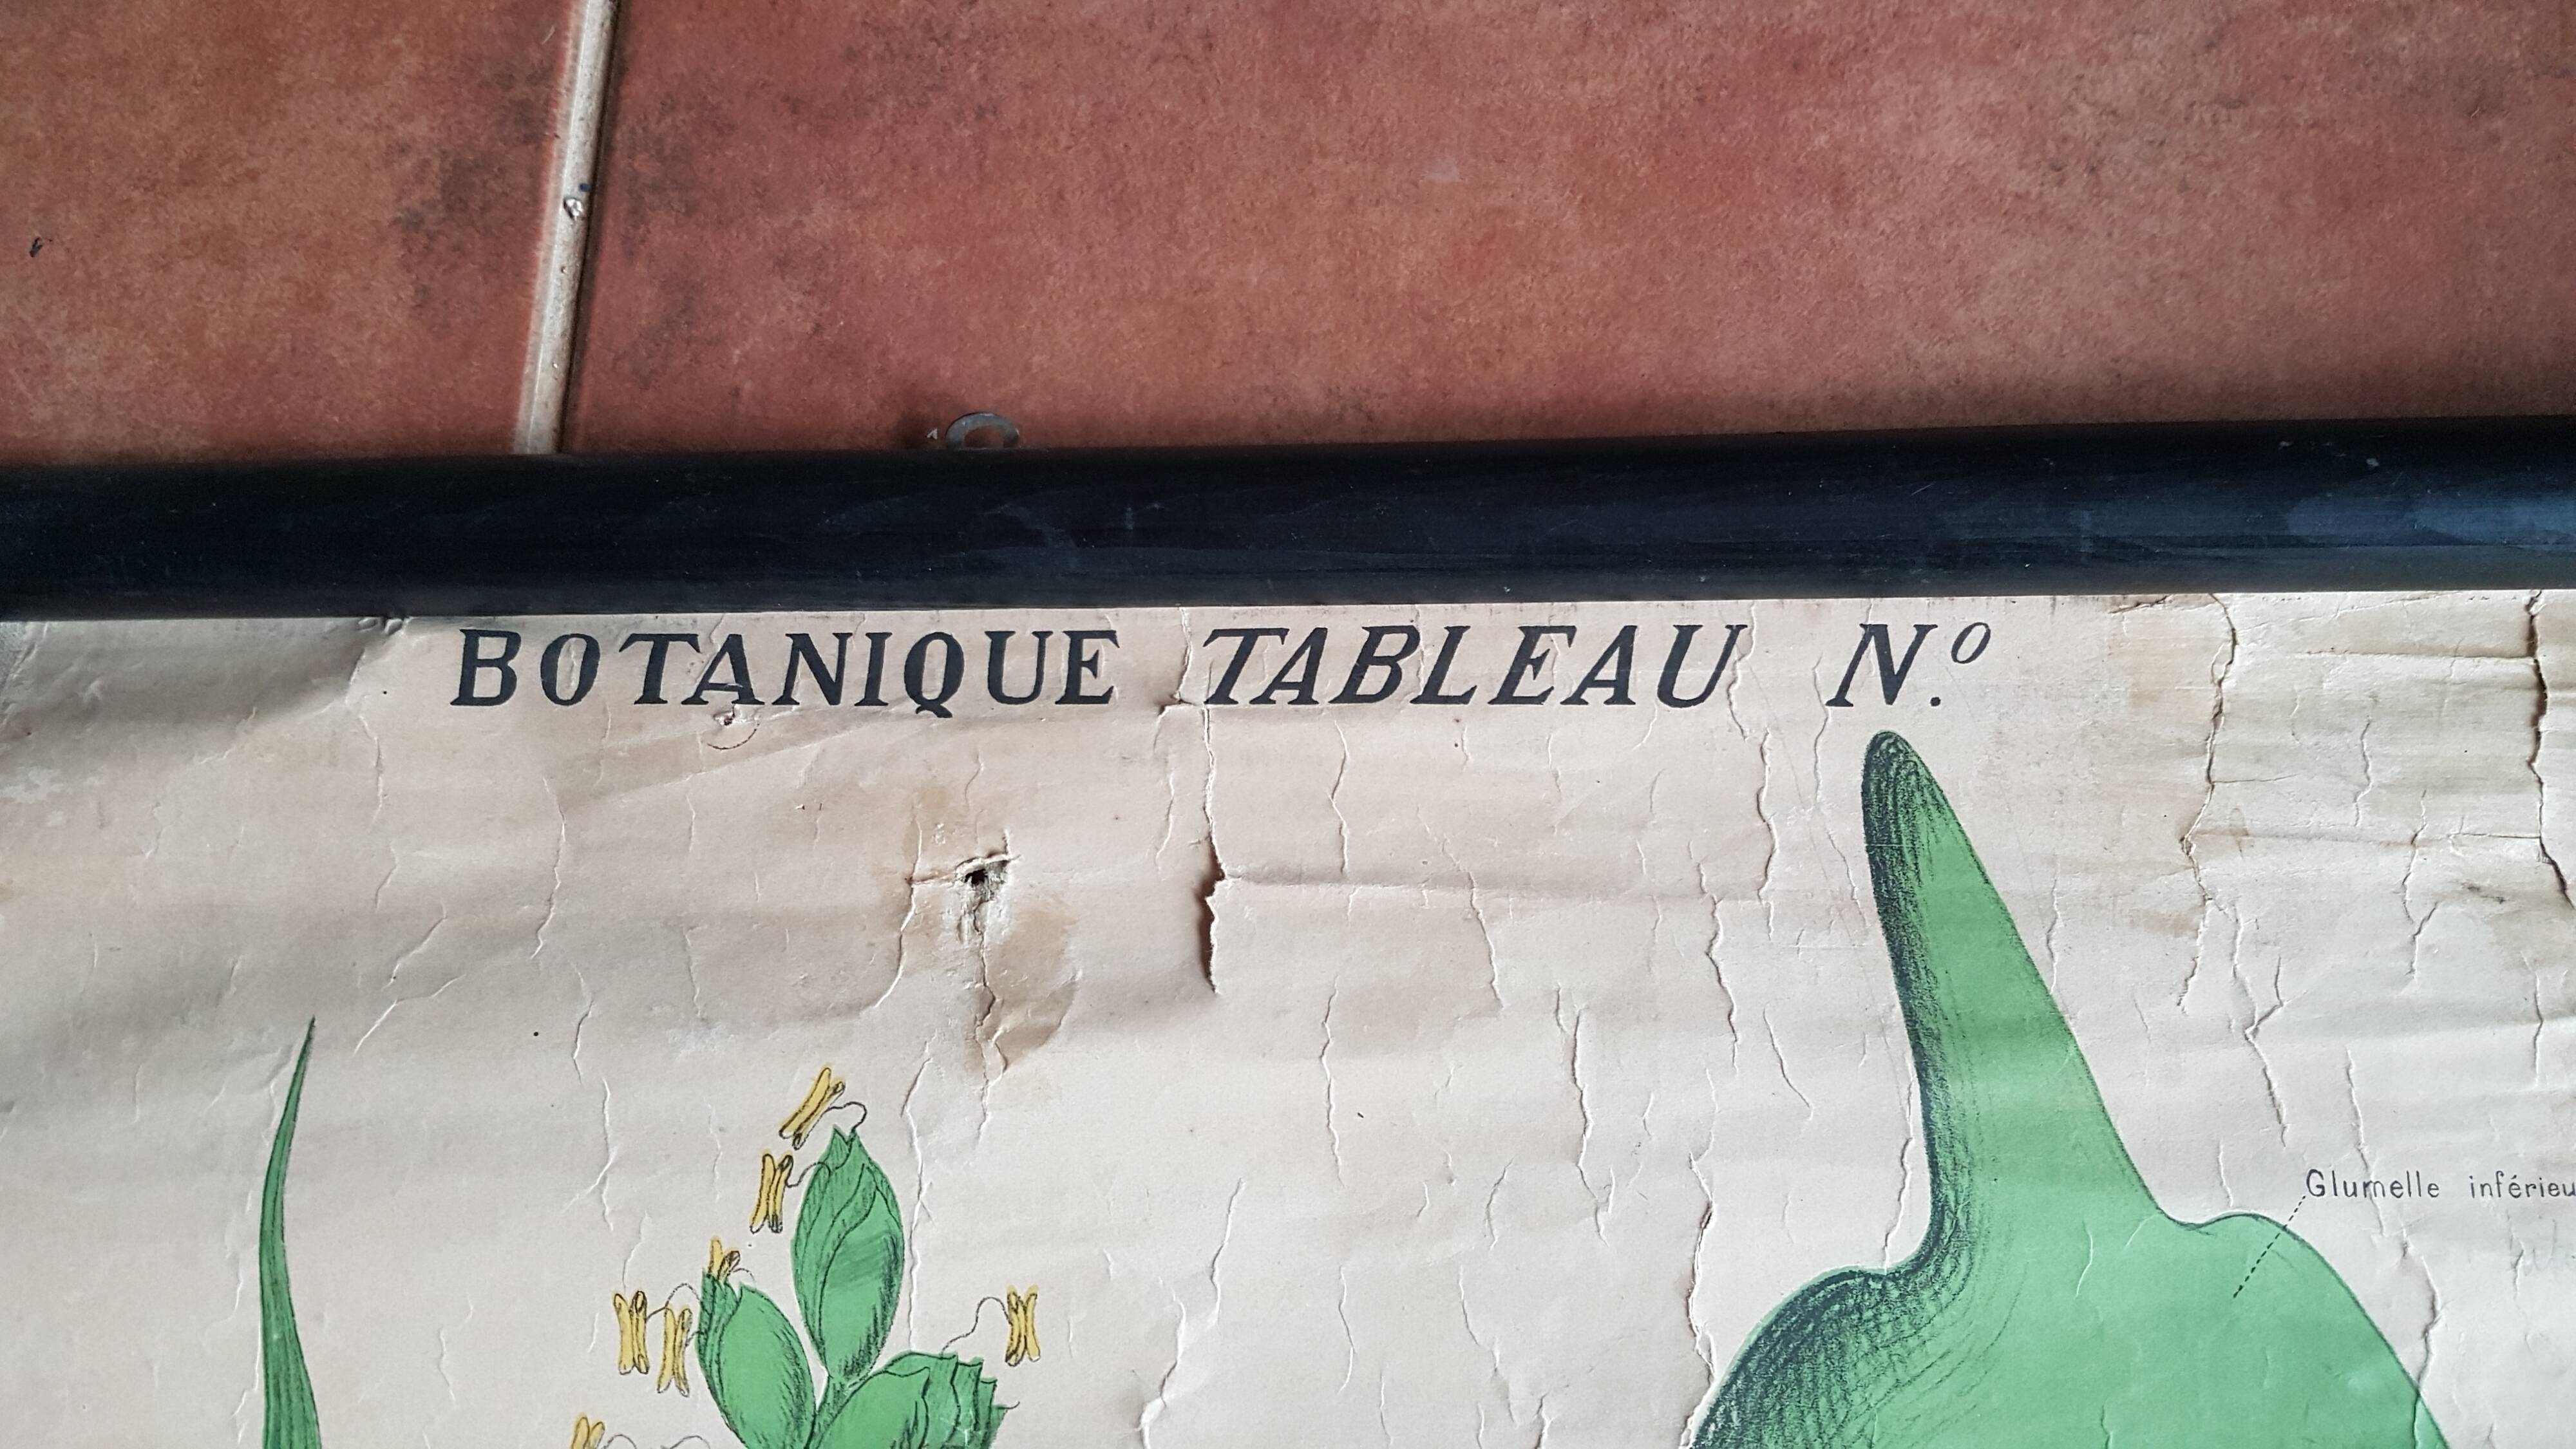 BOTANIQUE TABLEAU N.º
Glumelle inférieu